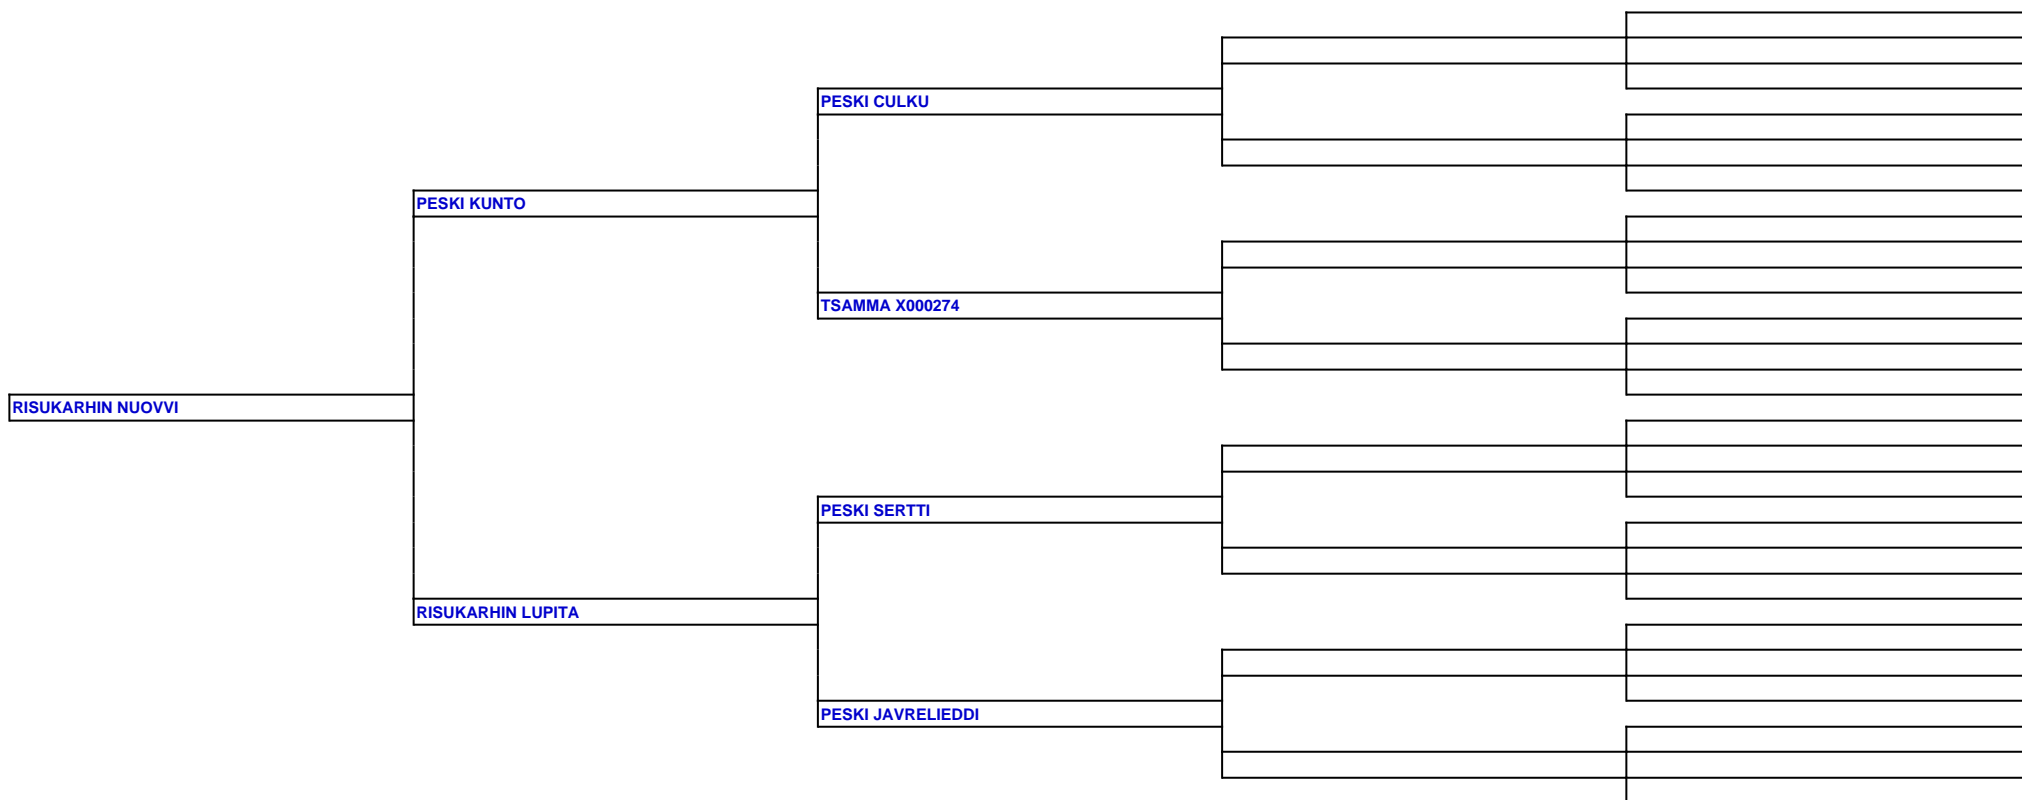 PESKI CULKU
PESKI KUNTO
TSAMMA X000274
RISUKARHIN NUOVVI
PESKI SERTTI
RISUKARHIN LUPITA
PESKI JAVRELIEDDI